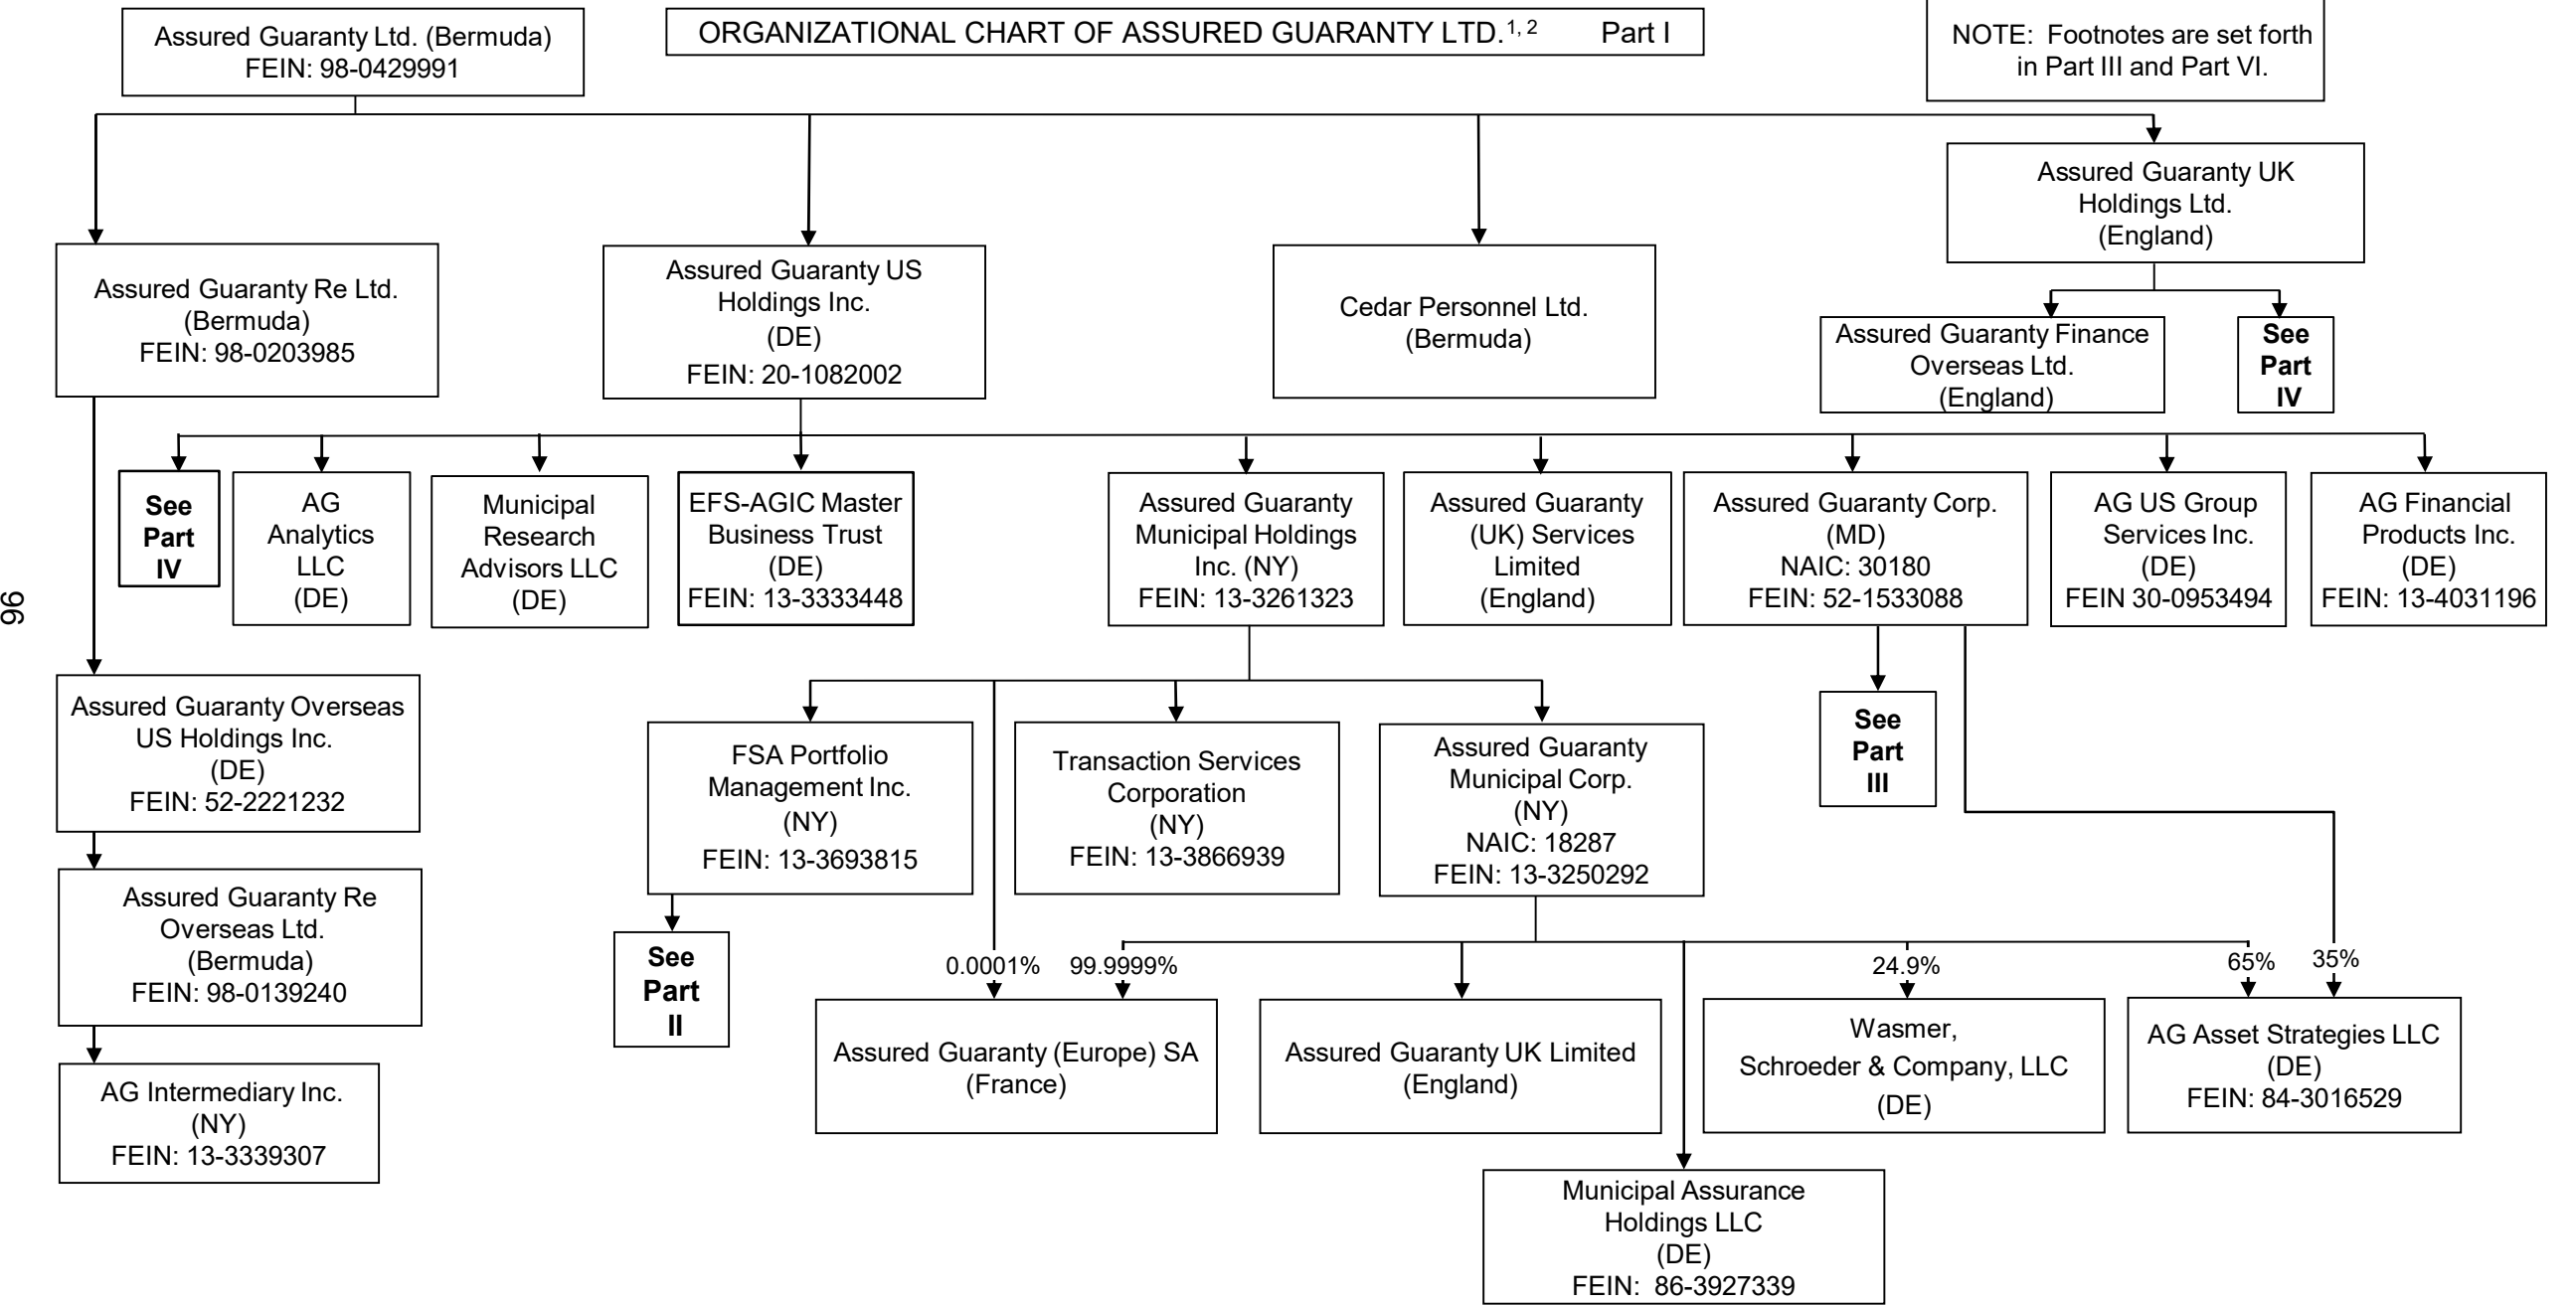 Assured Guaranty Ltd. (Bermuda)
FEIN: 98-0429991
ORGANIZATIONAL CHART OF ASSURED GUARANTY LTD.1, 2 Part I
NOTE: Footnotes are set forth
in Part III and Part VI.
Assured Guaranty UK
Holdings Ltd.
(England)
Assured Guaranty Re Ltd.
(Bermuda)
FEIN: 98-0203985
Assured Guaranty US
Holdings Inc.
(DE)
FEIN: 20-1082002
Cedar Personnel Ltd.
(Bermuda)
Assured Guaranty Finance
Overseas Ltd.
(England)
See
Part
IV
See
Part
IV
AG
Analytics
LLC
(DE)
Municipal
Research
Advisors LLC
(DE)
EFS-AGIC Master
Business Trust
(DE)
FEIN: 13-3333448
Assured Guaranty
Municipal Holdings
Inc. (NY)
FEIN: 13-3261323
Assured Guaranty
(UK) Services
Limited
(England)
Assured Guaranty Corp.
(MD)
NAIC: 30180
FEIN: 52-1533088
AG US Group
Services Inc.
(DE)
FEIN 30-0953494
AG Financial
Products Inc.
(DE)
FEIN: 13-4031196
96
Assured Guaranty Overseas
US Holdings Inc.
(DE)
FEIN: 52-2221232
FSA Portfolio
Management Inc.
(NY)
FEIN: 13-3693815
Transaction Services
Corporation
(NY)
FEIN: 13-3866939
Assured Guaranty
Municipal Corp.
(NY)
NAIC: 18287
FEIN: 13-3250292
See
Part
III
Assured Guaranty Re
Overseas Ltd.
(Bermuda)
FEIN: 98-0139240
See
Part
II
0.0001%
99.9999%
24.9%
65%
35%
Assured Guaranty (Europe) SA
(France)
Assured Guaranty UK Limited
(England)
Wasmer,
Schroeder & Company, LLC
(DE)
AG Asset Strategies LLC
(DE)
FEIN: 84-3016529
AG Intermediary Inc.
(NY)
FEIN: 13-3339307
Municipal Assurance
Holdings LLC
(DE)
FEIN: 86-3927339